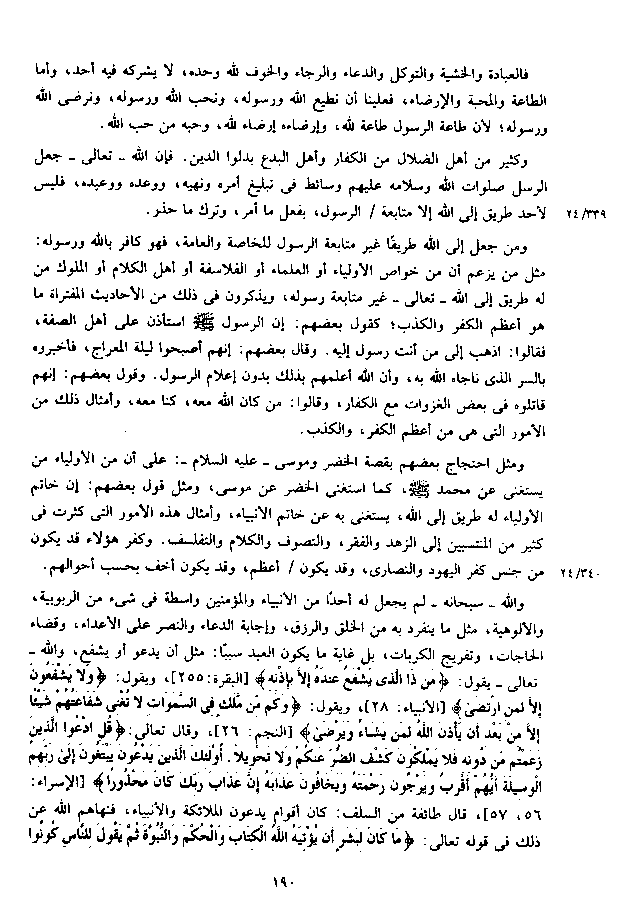 فالعبادة والخشية والتوكل والدعاء والرجاء والخوف لله وحده، لا يشركه فيه أحد، وأما
الطاعة والمحبة والإرضاء، فعلينا أن نطيع الله ورسوله، ونحب الله ورسوله، ونرضى الله
ورسوله؛ لأن طاعة الرسول طاعة لله، وإرضاءه إرضاء لله، وحبه من حب الله.
وكثير من أهل الضلال من الكفار وأهل البدع بدلوا الدين. فإن الله ـ تعالى ـ جعل
الرسل صلوات الله وسلامه عليهم وسائط فى تبليغ أمره ونهيه، ووعده ووعيده، فليس
٢٤/٣٣٩ لأحد طريق إلى الله إلا متابعة / الرسول، بفعل ما أمر، وترك ما حذر.
ومن جعل إلى الله طريقًا غير متابعة الرسول للخاصة والعامة، فهو كافر بالله ورسوله:
مثل من يزعم أن من خواص الأولياء أو العلماء أو الفلاسفة أو أهل الكلام أو الملوك من
له طريق إلى الله ـ تعالى ـ غير متابعة رسوله، ويذكرون فى ذلك من الأحاديث المفتراة ما
هو أعظم الكفر والكذب؛ كقول بعضهم: إن الرسول ﷺ استأذن على أهل الصفة،
فقالوا: اذهب إلى من أنت رسول إليه. وقال بعضهم: إنهم أصبحوا ليلة المعراج، فأخبروه
بالسر الذى ناجاه الله به، وأن الله أعلمهم بذلك بدون إعلام الرسول. وقول بعضهم: إنهم
قاتلوه فى بعض الغزوات مع الكفار، وقالوا: من كان الله معه، كنا معه، وأمثال ذلك من
الأمور التى هى من أعظم الكفر، والكذب.
ومثل احتجاج بعضهم بقصة الخضر وموسى ـ عليه السلام ـ: على أن من الأولياء من
يستغنى عن محمد ﷺ، كما استغنى الخضر عن موسى، ومثل قول بعضهم: إن خاتم
الأولياء له طريق إلى الله، يستغنى به عن خاتم الأنبياء، وأمثال هذه الأمور التى كثرت فى
كثير من المنتسبين إلى الزهد والفقر، والتصوف والكلام والتفلسف. وكفر هؤلاء قد يكون
٢٤/٣٤٠ من جنس كفر اليهود والنصارى، وقد يكون / أعظم، وقد يكون أخف بحسب أحوالهم.
والله ـ سبحانه ـ لم يجعل له أحدًا من الأنبياء والمؤمنين واسطة فى شىء من الربوبية،
والألوهية، مثل ما ينفرد به من الخلق والرزق، وإجابة الدعاء والنصر على الأعداء، وقضاء
الحاجات، وتفريج الكربات، بل غاية ما يكون العبد سببًا: مثل أن يدعو أو يشفع، والله ـ
تعالى ـ يقول: ﴿مَن ذَا الَّذِى يَشْفَعُ عِندَهُ إِلاَّ بِإِذْنِهِ﴾ [البقرة: ٢٥٥]، ويقول: ﴿وَلا يَشْفَعُونَ
إِلاَّ لِمَنِ ارْتَضَىٰ﴾ [الأنبياء: ٢٨]، ويقول: ﴿وَكَم مِّن مَّلَكٍ فِى السَّمَوَاتِ لا تُغْنِى شَفَاعَتُهُمْ شَيْئًا
إِلاَّ مِنْ بَعْدِ أَن يَأْذَنَ اللَّهُ لِمَن يَشَاءُ وَيَرْضَىٰ﴾ [النجم: ٢٦]، وقال تعالى: ﴿قُلِ ادْعُوا الَّذِينَ
زَعَمْتُم مِّن دُونِهِ فَلا يَمْلِكُونَ كَشْفَ الضُّرِّ عَنكُمْ وَلا تَحْوِيلاً. أُولَئِكَ الَّذِينَ يَدْعُونَ يَبْتَغُونَ إِلَىٰ رَبِّهِمُ
الْوَسِيلَةَ أَيُّهُمْ أَقْرَبُ وَيَرْجُونَ رَحْمَتَهُ وَيَخَافُونَ عَذَابَهُ إِنَّ عَذَابَ رَبِّكَ كَانَ مَحْذُورًا﴾ [الإسراء:
٥٦، ٥٧]، قال طائفة من السلف: كان أقوام يدعون الملائكة والأنبياء، فنهاهم الله عن
ذلك فى قوله تعالى: ﴿مَا كَانَ لِبَشَرٍ أَن يُؤْتِيَهُ اللَّهُ الْكِتَابَ وَالْحُكْمَ وَالنُّبُوَّةَ ثُمَّ يَقُولَ لِلنَّاسِ كُونُوا
١٩٠